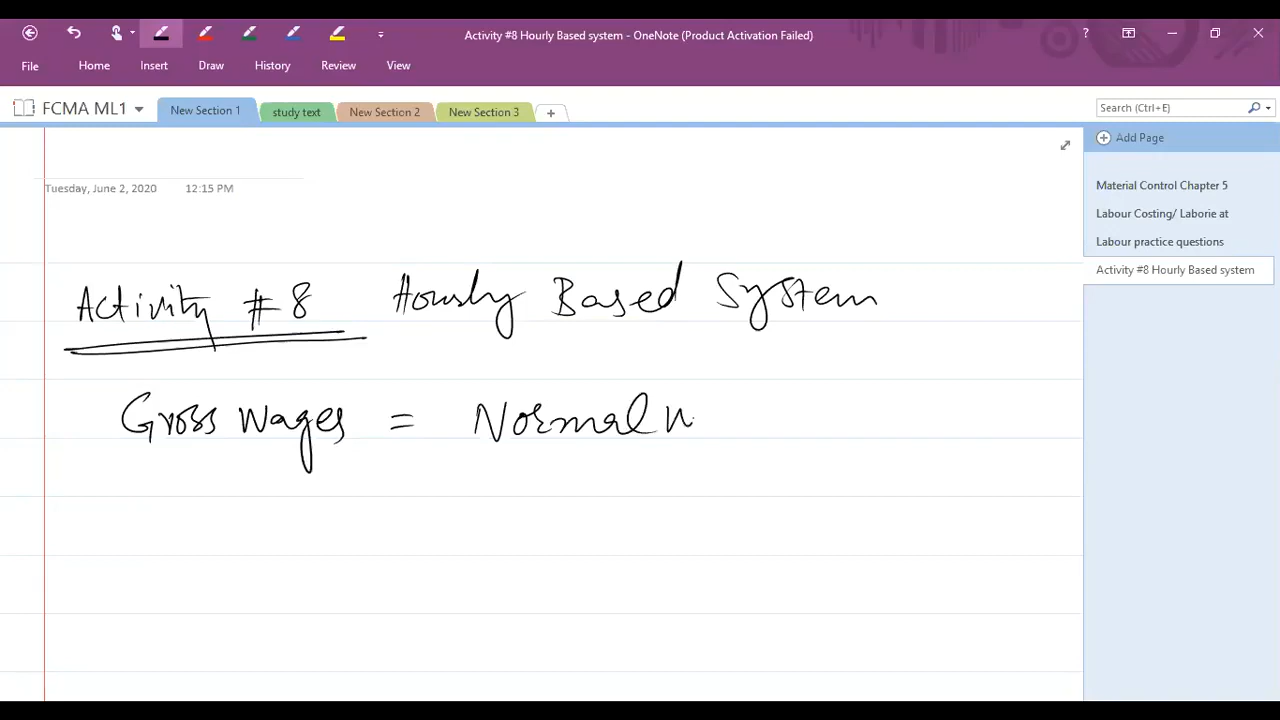 Activity #8 Hourly Based system - OneNote (Product Activation Failed)
?
File Home Insert Draw History Review View
FCMA ML1 New Section 1 study text New Section 2 New Section 3 +
Search (Ctrl+E)
Add Page
Tuesday, June 2, 2020 12:15 PM
Material Control Chapter 5
Labour Costing/ Laborie at
Labour practice questions
Activity #8 Hourly Based system
Activity #8 Hourly Based System
Gross Wages = Normal